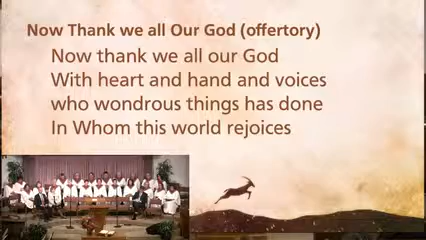 Now Thank we all Our God (offertory)
Now thank we all our God
With heart and hand and voices
who wondrous things has done
In Whom this world rejoices